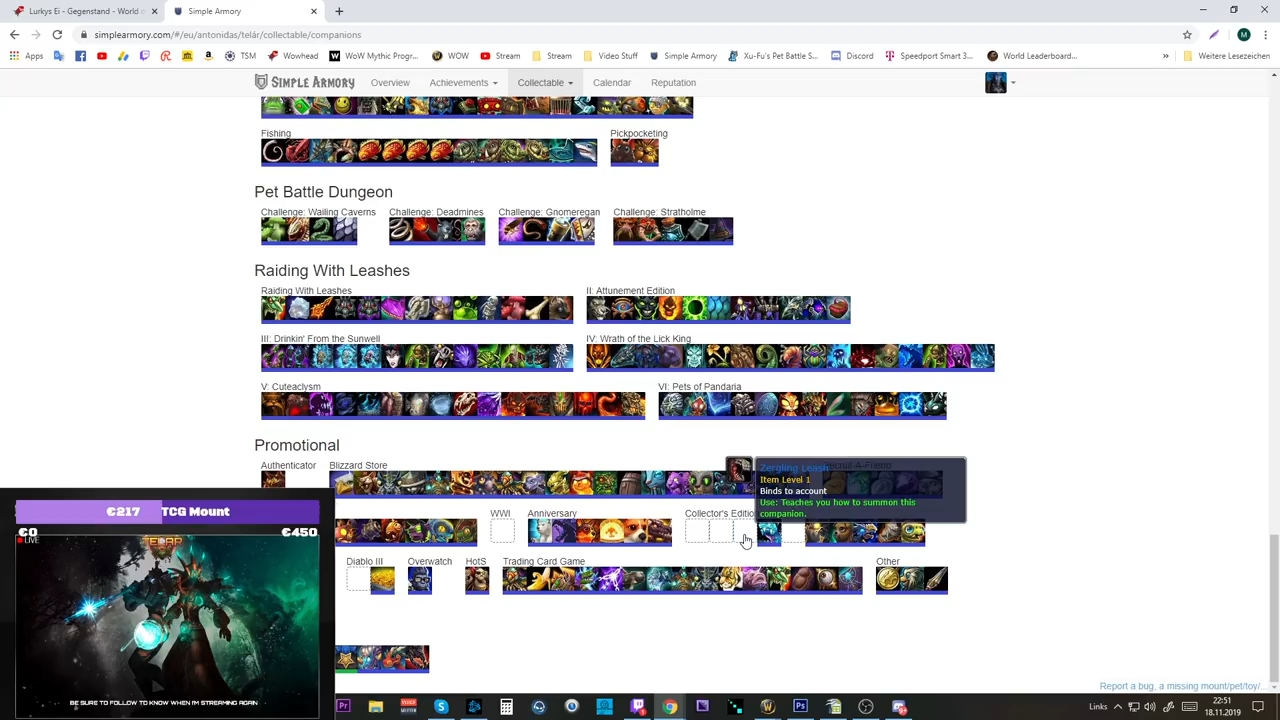 Lurkys Ei - Gegenstand - World of
Simple Armory
simplearmory.com/#/eu/antonidas/telár/collectable/companions
Apps
TSM
Wowhead
WoW Mythic Progr...
WOW
Stream
Stream
Video Stuff
Simple Armory
Xu-Fu's Pet Battle S...
Discord
Speedport Smart 3...
World Leaderboard...
»
Weitere Lesezeichen
SIMPLE ARMORY
Overview
Achievements
Collectable
Calendar
Reputation
Fishing
Pickpocketing
Pet Battle Dungeon
Challenge: Wailing Caverns
Challenge: Deadmines
Challenge: Gnomeregan
Challenge: Stratholme
Raiding With Leashes
Raiding With Leashes
II: Attunement Edition
III: Drinkin' From the Sunwell
IV: Wrath of the Lick King
V: Cuteaclysm
VI: Pets of Pandaria
Promotional
Authenticator
Blizzard Store
Recruit-A-Friend
Zergling Leash
Item Level 1
Binds to account
Use: Teaches you how to summon this
companion.
€217
TCG Mount
€0
€450
WWI
Anniversary
Collector's Edition
LIVE
Diablo III
Overwatch
HotS
Trading Card Game
Other
BE SURE TO FOLLOW TO KNOW WHEN I'M STREAMING AGAIN
Report a bug, a missing mount/pet/toy/...
Links
22:51
18.11.2019